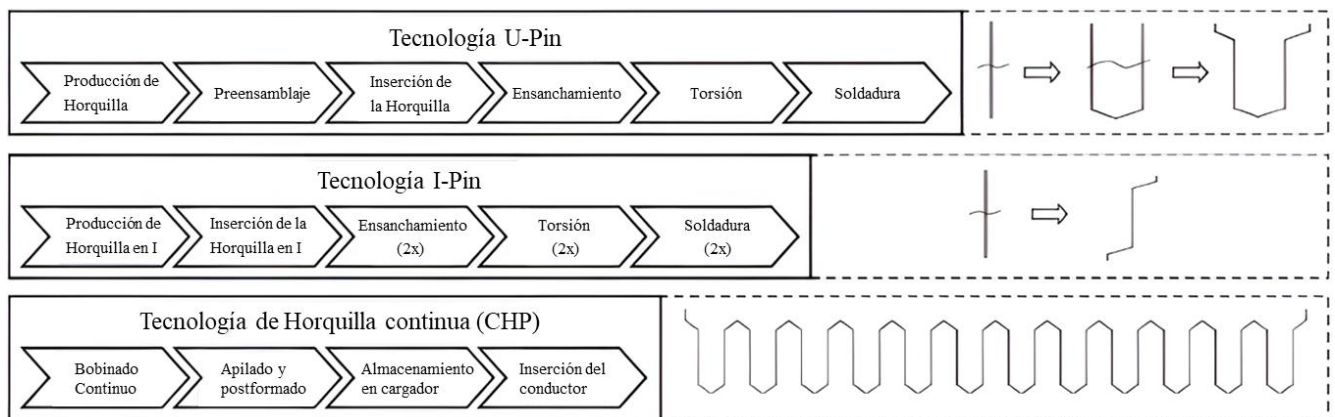 Tecnología U-Pin
Producción de
Horquilla
Preensamblaje
Inserción de
la Horquilla
Ensanchamiento
Torsión
Soldadura
Tecnología I-Pin
Producción de
Horquilla en I
Inserción de la
Horquilla en I
Ensanchamiento
(2x)
Torsión
(2x)
Soldadura
(2x)
Tecnología de Horquilla continua (CHP)
Bobinado
Continuo
Apilado y
postformado
Almacenamiento
en cargador
Inserción del
conductor